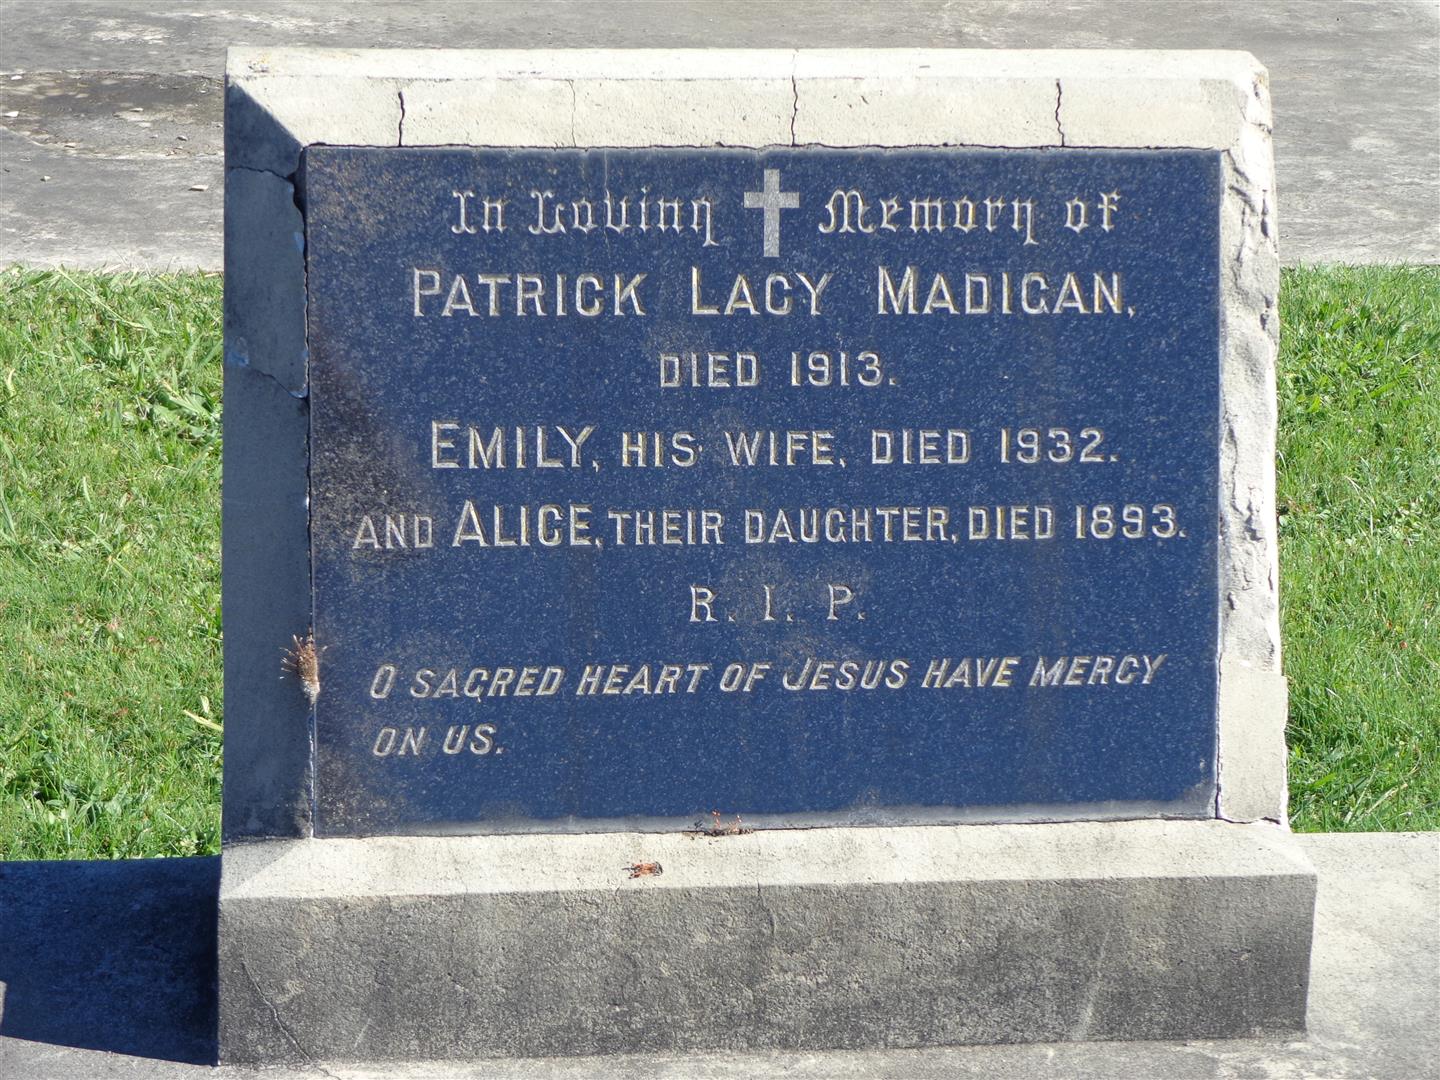 In Loving Memory of
PATRICK LACY MADIGAN,
DIED 1913.
EMILY, HIS WIFE, DIED 1932.
AND ALICE, THEIR DAUGHTER, DIED 1893.
R. I. P.
O SACRED HEART OF JESUS HAVE MERCY
ON US.